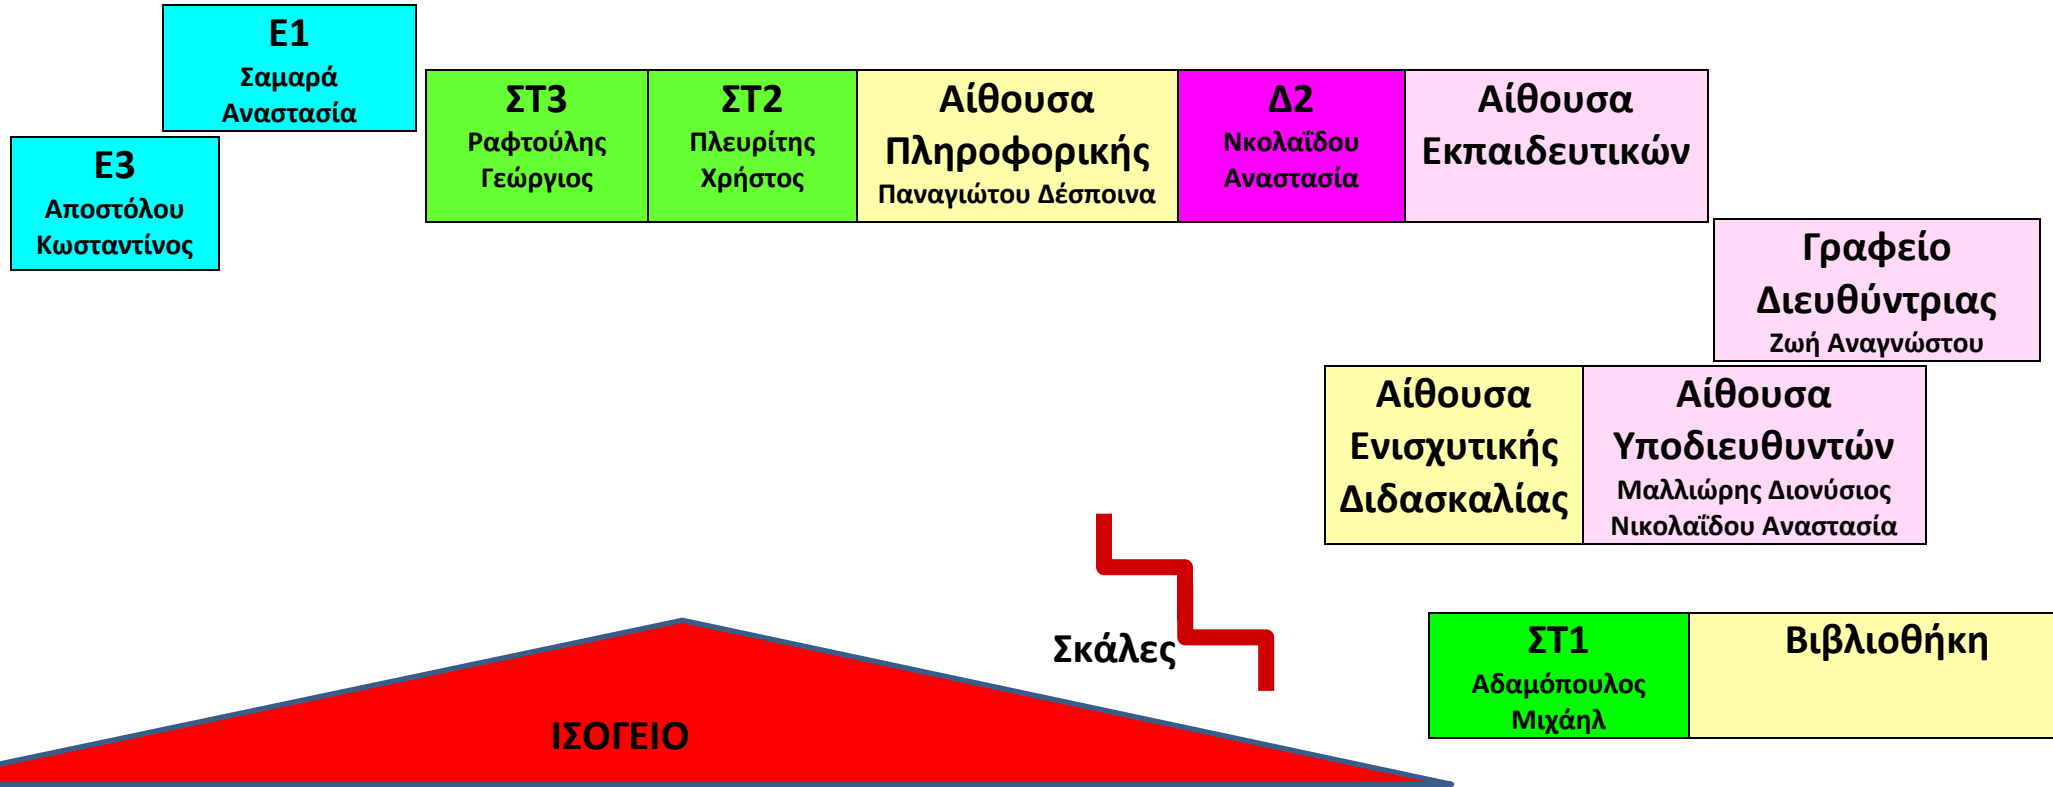 Ε1
Σαμαρά
Αναστασία
Ε3
Αποστόλου
Κωσταντίνος
ΣΤ3
Ραφτούλης
Γεώργιος
ΣΤ2
Πλευρίτης
Χρήστος
Αίθουσα
Πληροφορικής
Παναγιώτου Δέσποινα
Δ2
Νκολαΐδου
Αναστασία
Αίθουσα
Εκπαιδευτικών
Γραφείο
Διευθύντριας
Ζωή Αναγνώστου
Αίθουσα
Ενισχυτικής
Διδασκαλίας
Αίθουσα
Υποδιευθυντών
Μαλλιώρης Διονύσιος
Νικολαΐδου Αναστασία
Σκάλες
ΣΤ1
Αδαμόπουλος
Μιχάηλ
Βιβλιοθήκη
ΙΣΟΓΕΙΟ